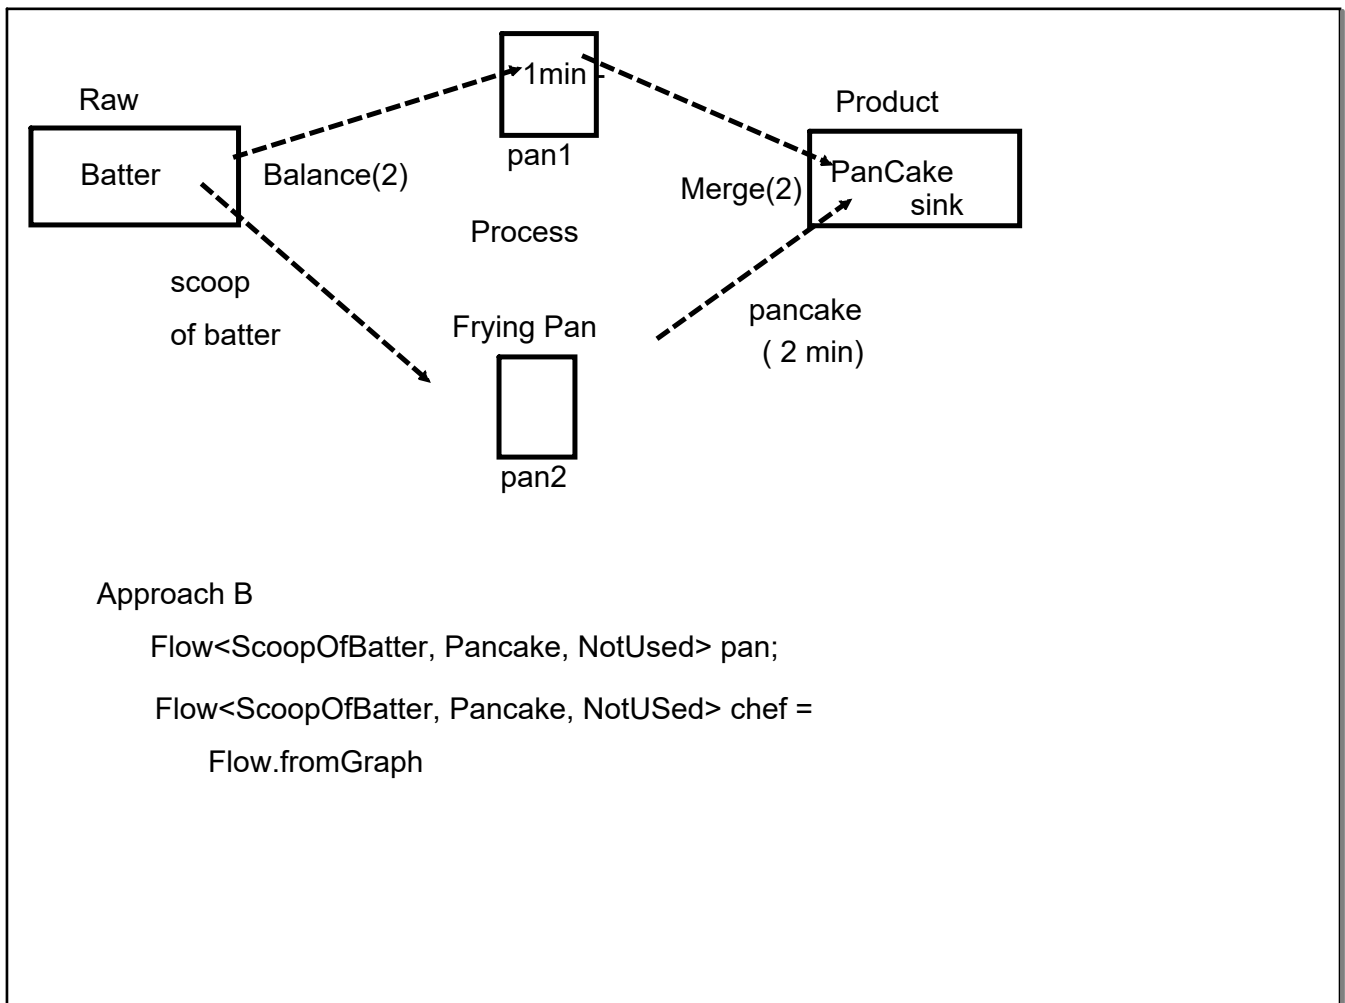 Raw
Batter
Balance(2)
scoop
of batter
1min -
pan1
Process
Frying Pan
pan2
Merge(2)
Product
PanCake
sink
pancake
( 2 min)
Approach B
Flow<ScoopOfBatter, Pancake, NotUsed> pan;
Flow<ScoopOfBatter, Pancake, NotUSed> chef =
Flow.fromGraph